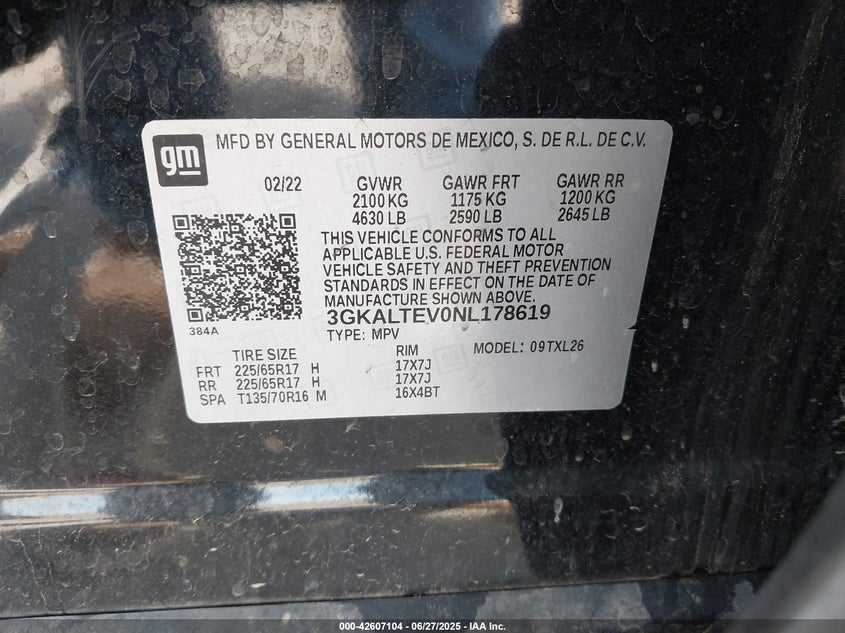 gm
MFD BY GENERAL MOTORS DE MEXICO, S. DE R.L. DE C.V.
02/22 GVWR GAWR FRT GAWR RR
2100 KG 1175 KG 1200 KG
4630 LB 2590 LB 2645 LB
THIS VEHICLE CONFORMS TO ALL
APPLICABLE U.S. FEDERAL MOTOR
VEHICLE SAFETY AND THEFT PREVENTION
STANDARDS IN EFFECT ON THE DATE OF
MANUFACTURE SHOWN ABOVE.
384A
3GKALTEV0NL178619
TYPE: MPV
TIRE SIZE RIM MODEL: 09TXL26
FRT 225/65R17 H 17X7J
RR 225/65R17 H 17X7J
SPA T135/70R16 M 16X4BT
000-42607104 - 06/27/2025 - IAA Inc.